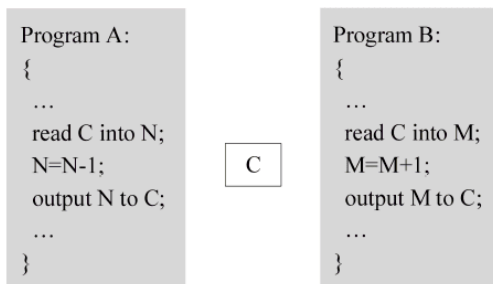 Program A:
{
…
read C into N;
N=N-1;
output N to C;
…
}
C
Program B:
{
…
read C into M;
M=M+1;
output M to C;
…
}